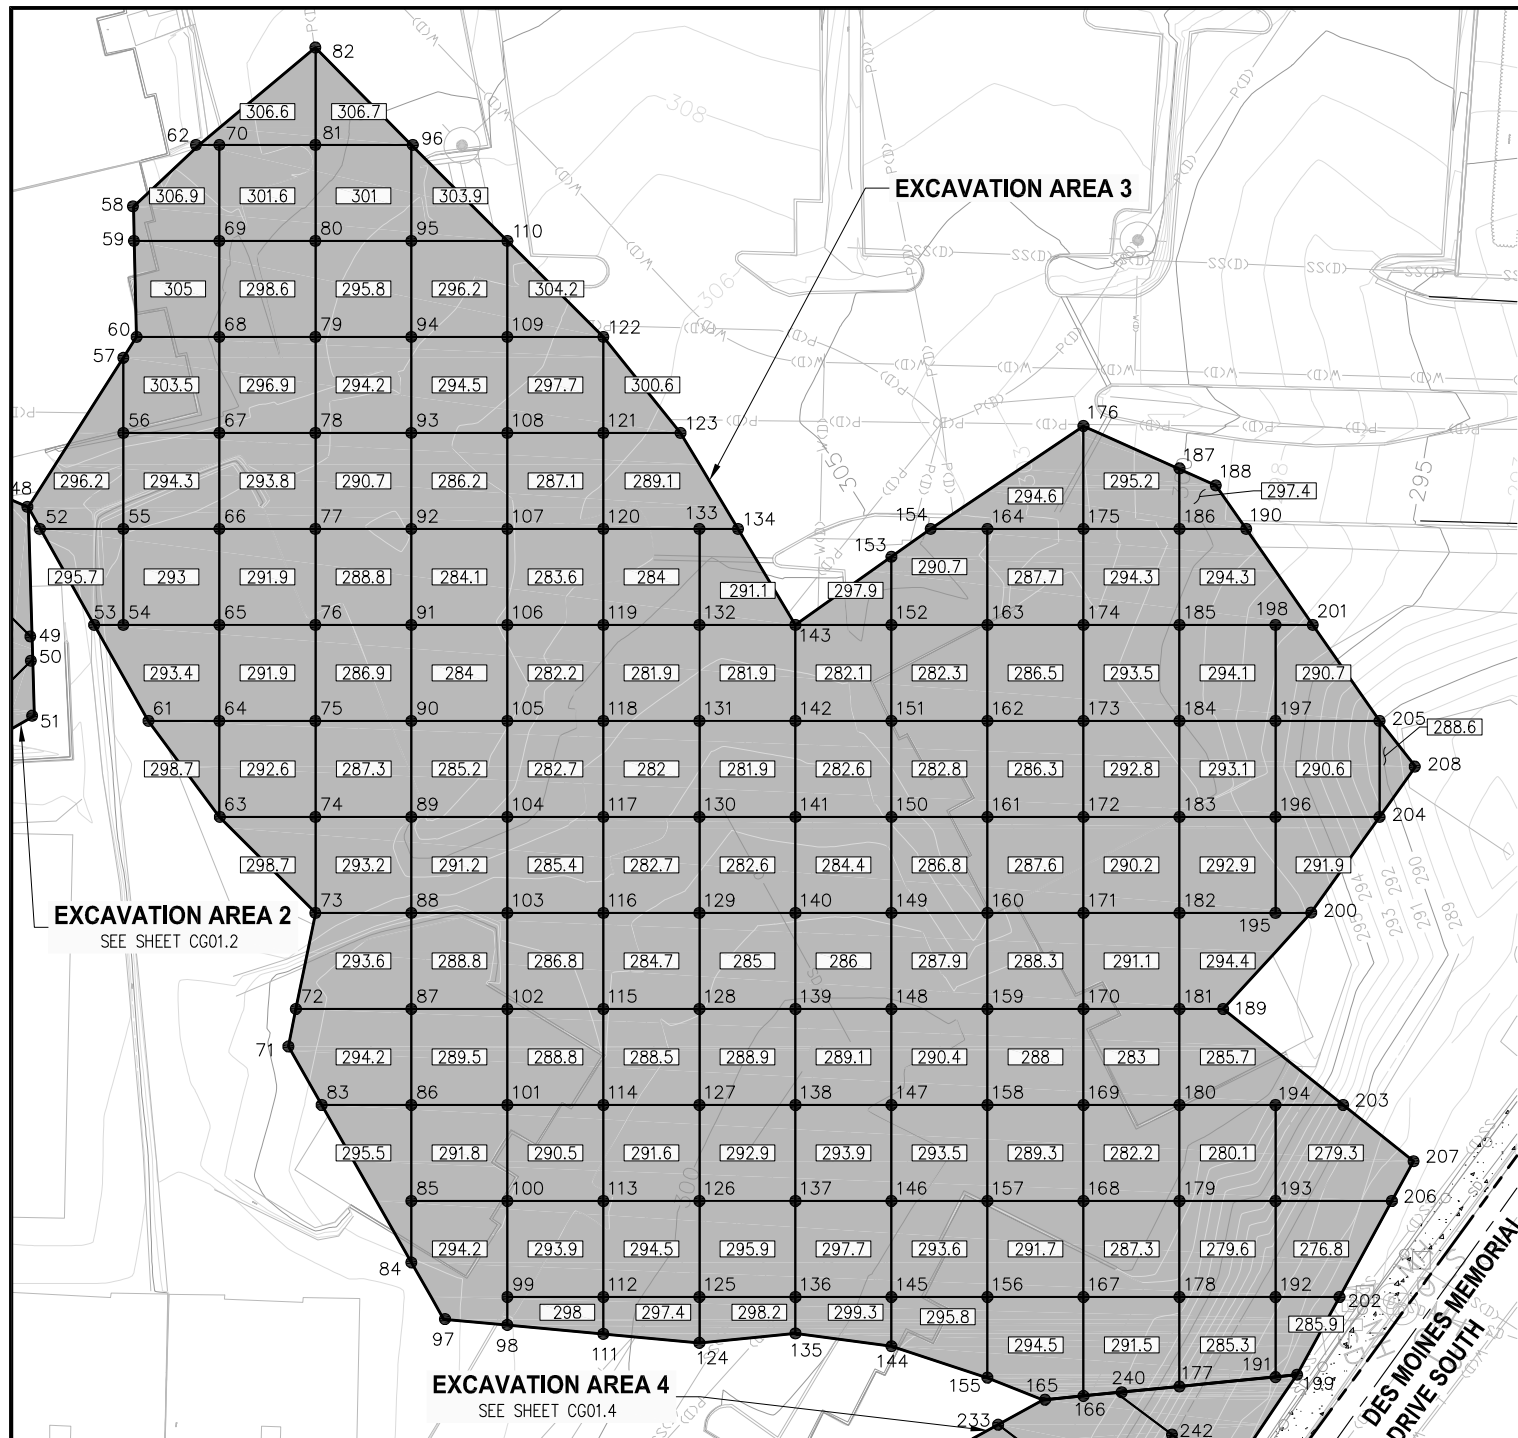 82
306.6 306.7
62 70 81 96
308
EXCAVATION AREA 3
306.9 301.6 301 303.9
58
59 69 80 95 110
SS(D) SS(D) SS(D) SS(D)
306
305 298.6 295.8 296.2 304.2
60 68 79 94 109 122
57
303.5 296.9 294.2 294.5 297.7 300.6
56 67 78 93 108 121 123 176
305
187
295
296.2 294.3 293.8 290.7 286.2 287.1 289.1 295.2 188
48 294.6 297.4
52 55 66 77 92 107 120 133 134 154 164 175 186 190
153
290.7
293 291.9 288.8 284.1 283.6 284 287.7 294.3 294.3
295.7 291.1 297.9
53 54 65 76 91 106 119 132 143 152 163 174 185 198 201
49
50
293.4 291.9 286.9 284 282.2 281.9 281.9 282.1 282.3 286.5 293.5 294.1 290.7
51 61 64 75 90 105 118 131 142 151 162 173 184 197 205
288.6
208
298.7 292.6 287.3 285.2 282.7 282 281.9 282.6 282.8 286.3 292.8 293.1 290.6
63 74 89 104 117 130 141 150 161 172 183 196 204
298.7 293.2 291.2 285.4 282.7 282.6 284.4 286.8 287.6 290.2 292.9 291.9
295 294 293 292 291 290 289
73 88 103 116 129 140 149 160 171 182 195 200
EXCAVATION AREA 2
SEE SHEET CG01.2
293.6 288.8 286.8 284.7 285 286 287.9 288.3 291.1 294.4
72 87 102 115 128 139 148 159 170 181 189
71
294.2 289.5 288.8 288.5 288.9 289.1 290.4 288 283 285.7
83 86 101 114 127 138 147 158 169 180 194 203
295.5 291.8 290.5 291.6 292.9 293.9 293.5 289.3 282.2 280.1 279.3
207
300
85 100 113 126 137 146 157 168 179 193 206
294.2 293.9 294.5 295.9 297.7 293.6 291.7 287.3 279.6 276.8
84
99 112 125 136 145 156 167 178 192 202
298 297.4 298.2 299.3 295.8 285.9
97 98 111 124 135 144 294.5 291.5 285.3
155 165 166 240 177 191 199
EXCAVATION AREA 4
SEE SHEET CG01.4
233
242
DES MOINES MEMORIAL
DRIVE SOUTH